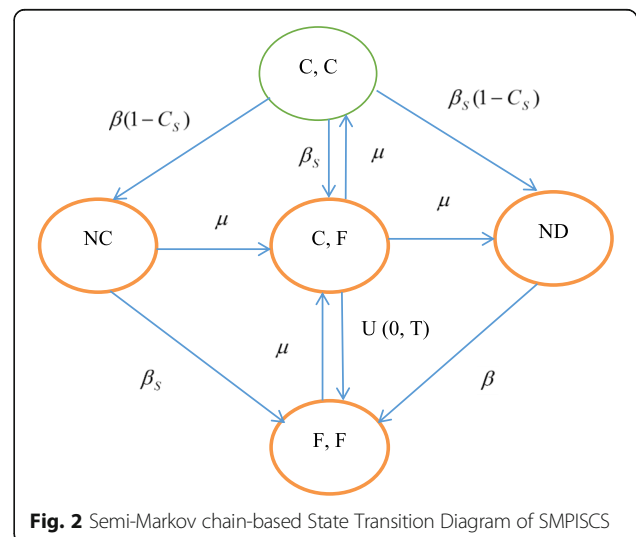 C, C
β(1−C_S)
β_S(1−C_S)
β_S
μ
NC
μ
C, F
μ
ND
U (0, T)
μ
β_S
β
F, F
Fig. 2 Semi-Markov chain-based State Transition Diagram of SMPISCS